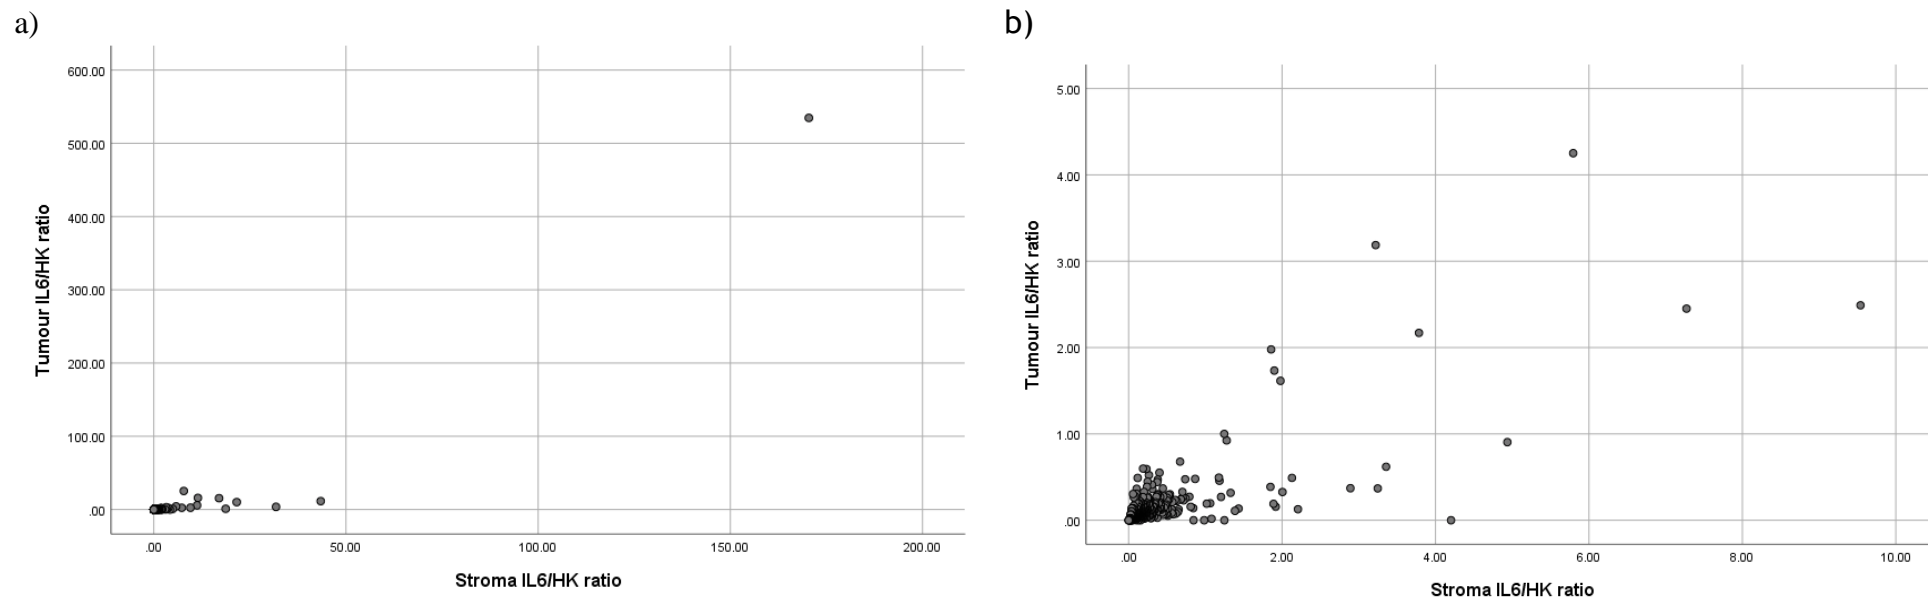 a)
600.00
500.00
400.00
300.00
200.00
100.00
.00
Tumour IL6/HK ratio
.00 50.00 100.00 150.00 200.00
Stroma IL6/HK ratio
b)
5.00
4.00
3.00
2.00
1.00
.00
Tumour IL6/HK ratio
.00 2.00 4.00 6.00 8.00 10.00
Stroma IL6/HK ratio